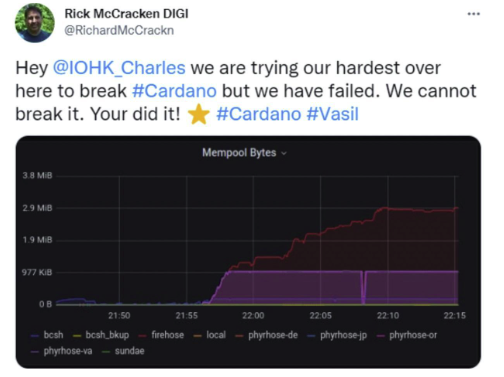 Rick McCracken DIGI
@RichardMcCrackn
Hey @IOHK_Charles we are trying our hardest over
here to break #Cardano but we have failed. We cannot
break it. Your did it! ⭐ #Cardano #Vasil
Mempool Bytes
3.8 MiB
2.9 MiB
1.9 MiB
977 KiB
0 B
21:50 21:55 22:00 22:05 22:10 22:15
bcsh bcsh_bkup firehose local phyrhose-de phyrhose-jp phyrhose-or
phyrhose-va sundae